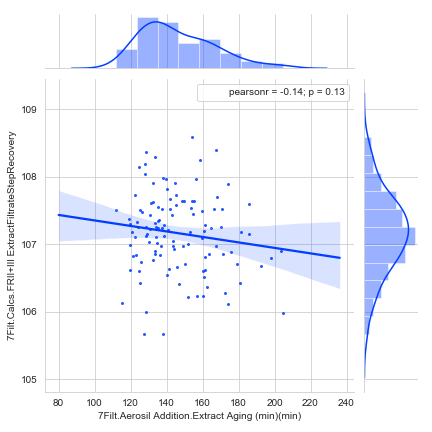 pearsonr = -0.14; p = 0.13
109
108
107
106
105
7Filt.Calcs.FRII+III ExtractFiltrateStepRecovery
80 100 120 140 160 180 200 220 240
7Filt.Aerosil Addition.Extract Aging (min)(min)